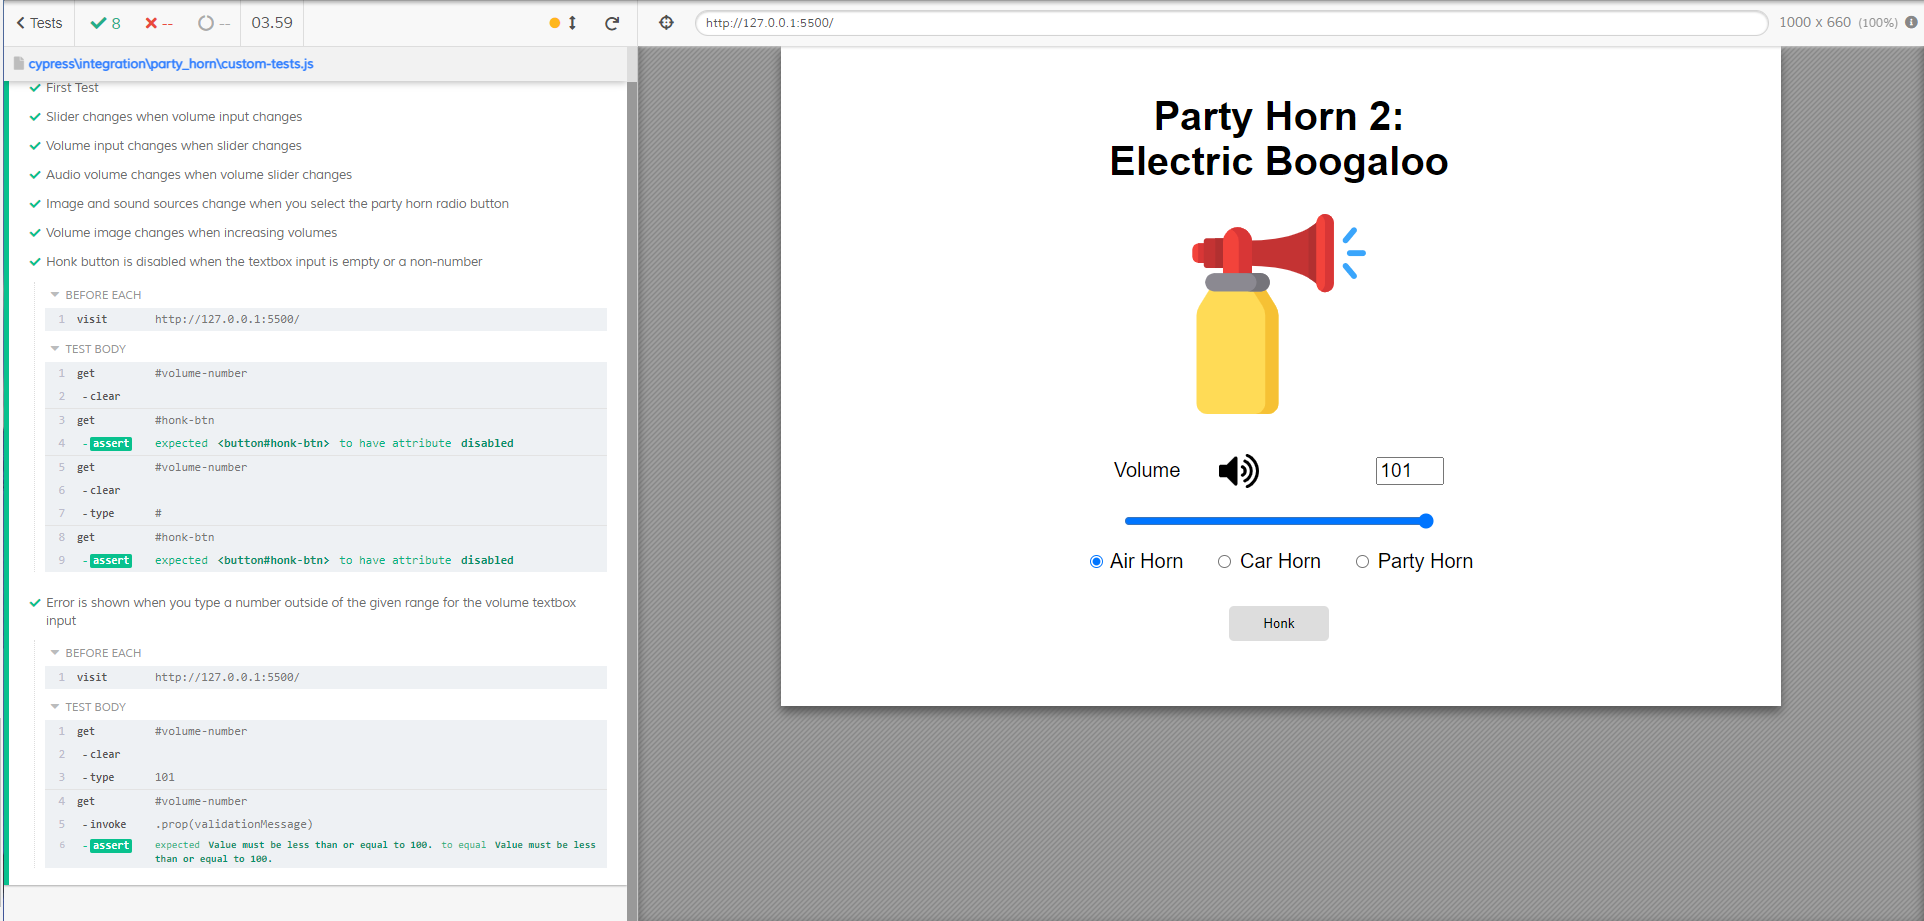 Tests 8 -- -- 03.59
http://127.0.0.1:5500/ 1000 x 660 (100%)
cypress\integration\party_horn\custom-tests.js
First Test
Slider changes when volume input changes
Volume input changes when slider changes
Audio volume changes when volume slider changes
Image and sound sources change when you select the party horn radio button
Volume image changes when increasing volumes
Honk button is disabled when the textbox input is empty or a non-number
BEFORE EACH
1 visit http://127.0.0.1:5500/
TEST BODY
1 get #volume-number
2 -clear
3 get #honk-btn
4 -assert expected <button#honk-btn> to have attribute disabled
5 get #volume-number
6 -clear
7 -type #
8 get #honk-btn
9 -assert expected <button#honk-btn> to have attribute disabled
Error is shown when you type a number outside of the given range for the volume textbox
input
BEFORE EACH
1 visit http://127.0.0.1:5500/
TEST BODY
1 get #volume-number
2 -clear
3 -type 101
4 get #volume-number
5 -invoke .prop(validationMessage)
6 -assert expected Value must be less than or equal to 100. to equal Value must be less
than or equal to 100.
Party Horn 2:
Electric Boogaloo
Volume 101
Air Horn Car Horn Party Horn
Honk